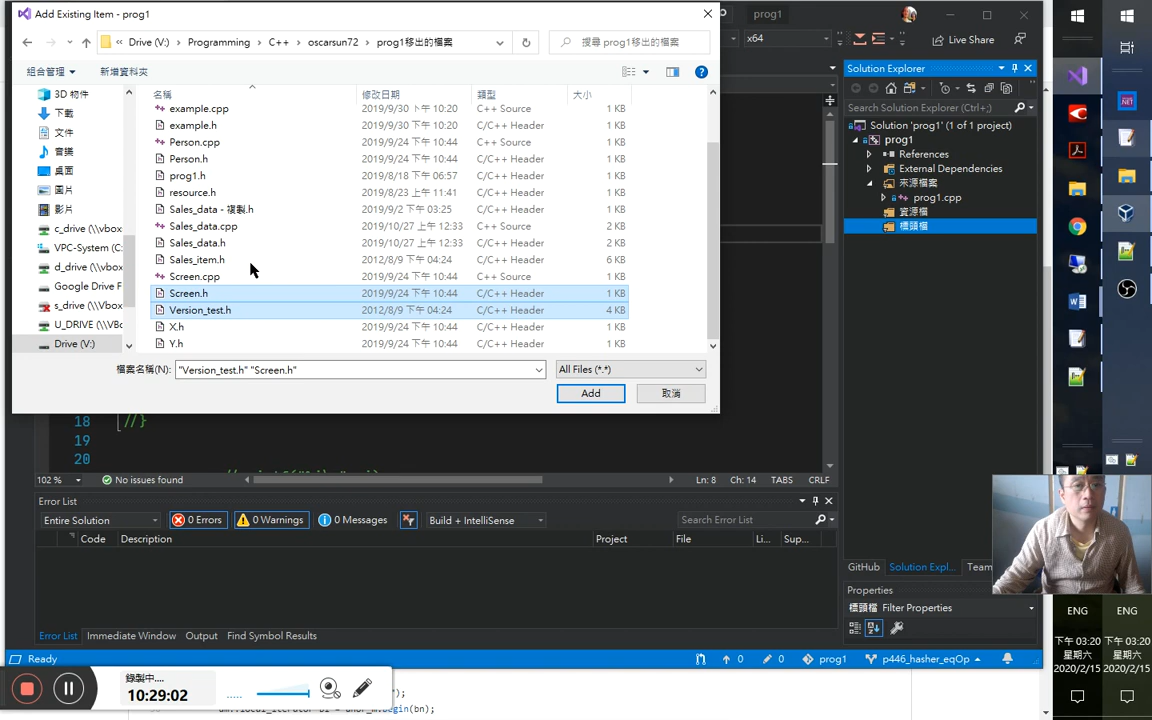 Add Existing Item - prog1
prog1
« Drive (V:) › Programming › C++ › oscarsun72 › prog1移出的檔案
搜尋 prog1移出的檔案
x64
Live Share
組合管理
新增資料夾
Solution Explorer
Search Solution Explorer (Ctrl+;)
Solution 'prog1' (1 of 1 project)
prog1
References
External Dependencies
來源檔案
prog1.cpp
資源檔
標頭檔
3D 物件
下載
文件
音樂
桌面
圖片
影片
c_drive (\\vbox
VPC-System (C:
d_drive (\\VBo
Google Drive F
s_drive (\\VBo
U_DRIVE (\\VBo
Drive (V:)
名稱 修改日期 類型 大小
example.cpp 2019/9/30 下午 10:20 C++ Source 1 KB
example.h 2019/9/30 下午 10:20 C/C++ Header 1 KB
Person.cpp 2019/9/24 下午 10:44 C++ Source 1 KB
Person.h 2019/9/24 下午 10:44 C/C++ Header 1 KB
prog1.h 2019/8/18 上午 06:57 C/C++ Header 1 KB
resource.h 2019/8/23 上午 11:41 C/C++ Header 1 KB
Sales_data - 複製.h 2019/9/2 下午 03:25 C/C++ Header 1 KB
Sales_data.cpp 2019/10/27 上午 12:33 C++ Source 2 KB
Sales_data.h 2019/10/27 上午 12:33 C/C++ Header 2 KB
Sales_item.h 2012/8/9 下午 04:24 C/C++ Header 6 KB
Screen.cpp 2019/9/24 下午 10:44 C++ Source 1 KB
Screen.h 2019/9/24 下午 10:44 C/C++ Header 1 KB
Version_test.h 2012/8/9 下午 04:24 C/C++ Header 4 KB
X.h 2019/9/24 下午 10:44 C/C++ Header 1 KB
Y.h 2019/9/24 下午 10:44 C/C++ Header 1 KB
檔案名稱(N): "Version_test.h" "Screen.h"
All Files (*.*)
Add
取消
18 //}
19
20
102 % No issues found Ln: 8 Ch: 14 TABS CRLF
Error List
Entire Solution 0 Errors 0 Warnings 0 Messages Build + IntelliSense Search Error List
Code Description Project File Li... Sup...
Error List Immediate Window Output Find Symbol Results
GitHub Solution Expl... Team
Properties
標頭檔 Filter Properties
Ready 0 0 prog1 p446_hasher_eqOp
錄製中....
10:29:02
ENG ENG
下午 03:20 下午 03:20
星期六 星期六
2020/2/15 2020/2/15